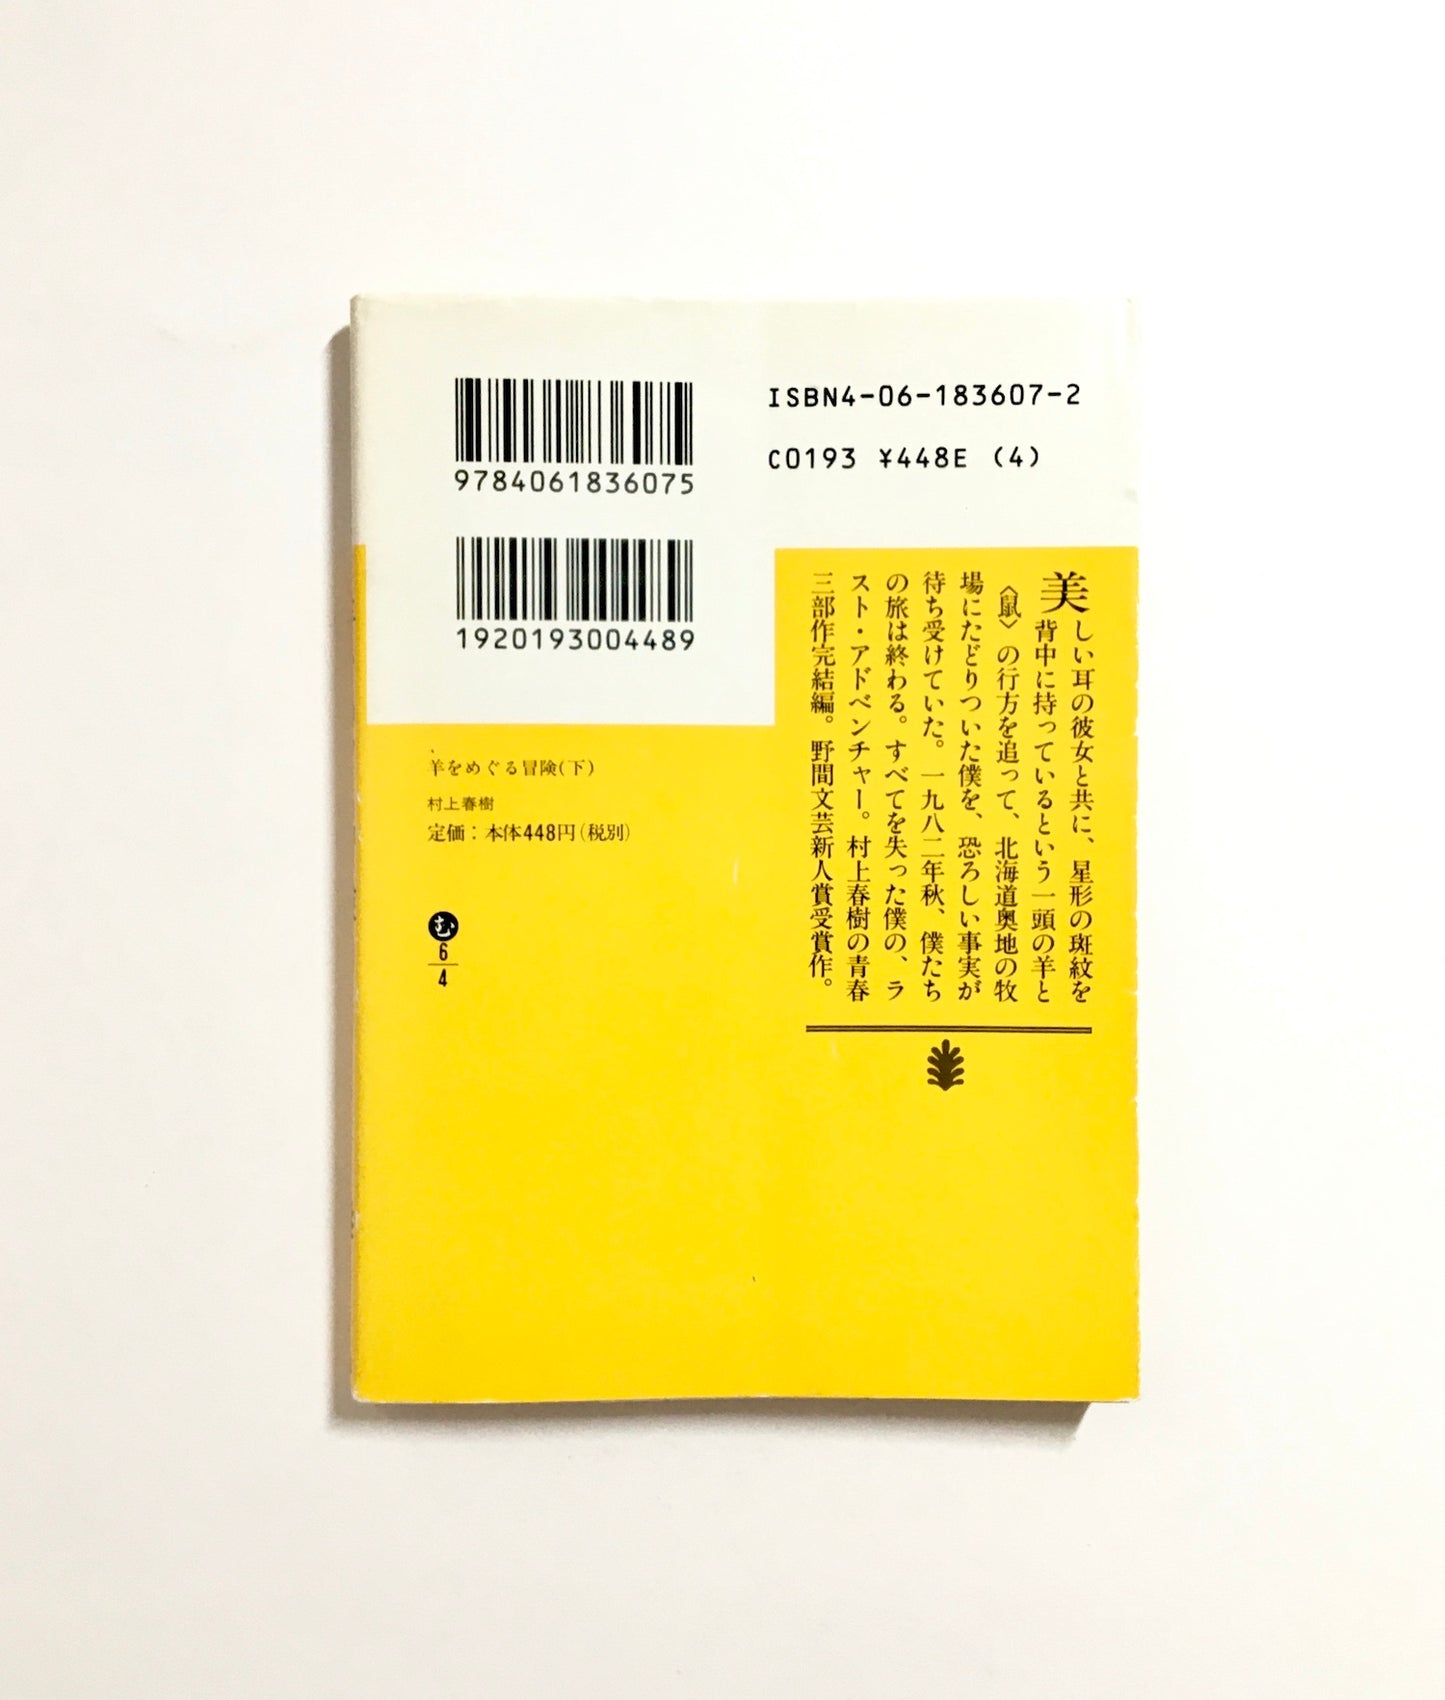 9784061836075
1920193004489
ISBN4-06-183607-2
C0193 ¥448E (4)
美しい耳の彼女と共に、星形の斑紋を
背中に持っているという一頭の羊と
〈鼠〉の行方を追って、北海道奥地の牧
場にたどりついた僕を、恐ろしい事実が
待ち受けていた。一九八二年秋、僕たち
の旅は終わる。すべてを失った僕の、ラ
スト・アドベンチャー。村上春樹の青春
三部作完結編。野間文芸新人賞受賞作。
羊をめぐる冒険(下)
村上春樹
定価：本体448円(税別)
む
6
4